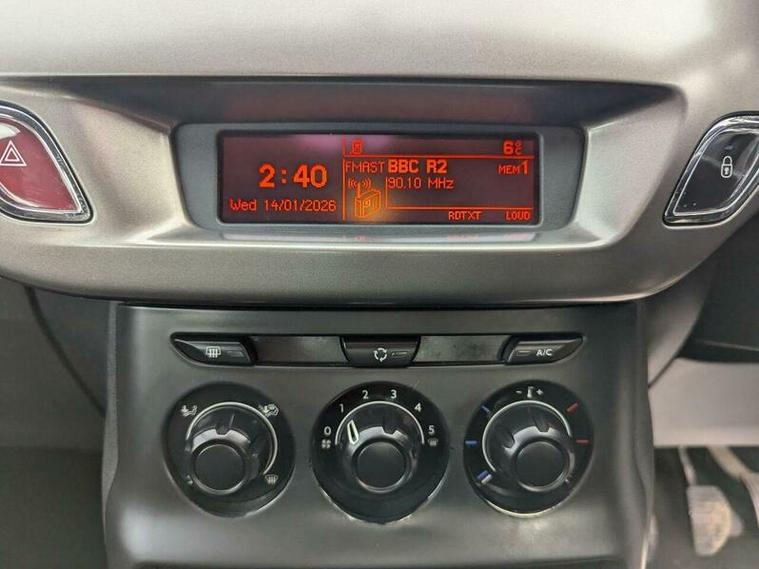 6°C
FMAST BBC R2
MEM1
2:40
90.10 MHz
Wed 14/01/2026
RDTXT LOUD
A/C
0 1 2 3 4 5
- +